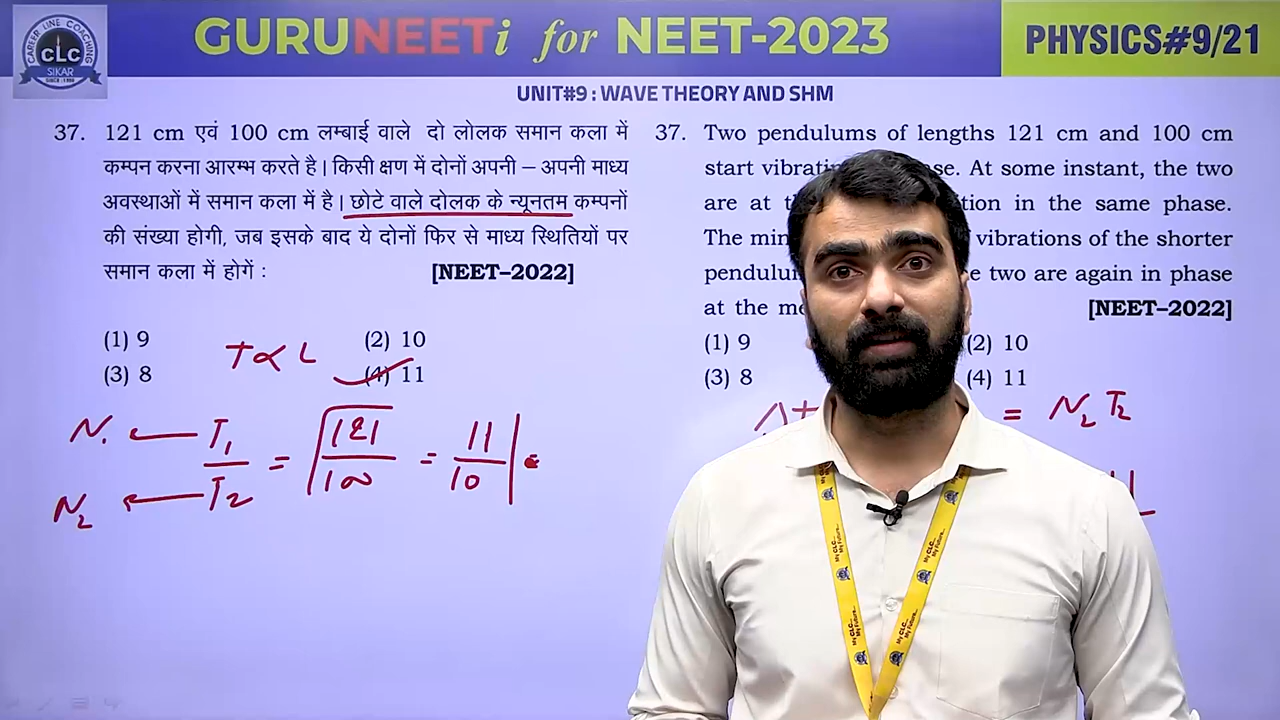 GURUNEETi for NEET-2023
PHYSICS#9/21
CAREER LINE COACHING
CLC
SIKAR
SINCE : 1996
UNIT#9 : WAVE THEORY AND SHM
37. 121 cm एवं 100 cm लम्बाई वाले दो लोलक समान कला में
कम्पन करना आरम्भ करते है। किसी क्षण में दोनों अपनी – अपनी माध्य
अवस्थाओं में समान कला में है। छोटे वाले दोलक के न्यूनतम कम्पनों
की संख्या होगी, जब इसके बाद ये दोनों फिर से माध्य स्थितियों पर
समान कला में होगें :
[NEET–2022]
(1) 9
(2) 10
(3) 8
(4) 11
T ∝ L
N₁ ← T₁
N₂ ← T₂
= √121/100 = 11/10 =
37. Two pendulums of lengths 121 cm and 100 cm
start se. At some instant, the two
are at tion in the same phase.
The vibrations of the shorter
two are again in phase
at the
[NEET–2022]
(1) 9
(2) 10
(3) 8
(4) 11
= N₂ T₂
My CLC...
My Future...